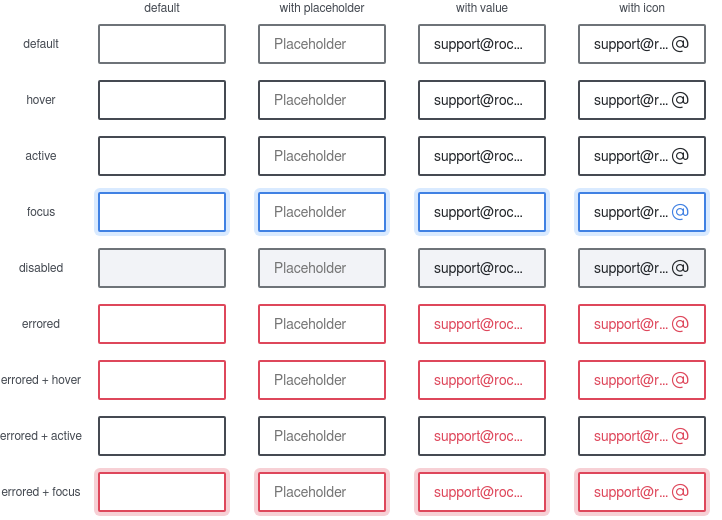 default with placeholder with value with icon
default support@roc... support@r... @
Placeholder
hover Placeholder support@roc... support@r... @
active Placeholder support@roc... support@r... @
focus Placeholder support@roc... support@r... @
disabled Placeholder support@roc... support@r... @
errored Placeholder support@roc... support@r... @
errored + hover Placeholder support@roc... support@r... @
errored + active Placeholder support@roc... support@r... @
errored + focus Placeholder support@roc... support@r... @